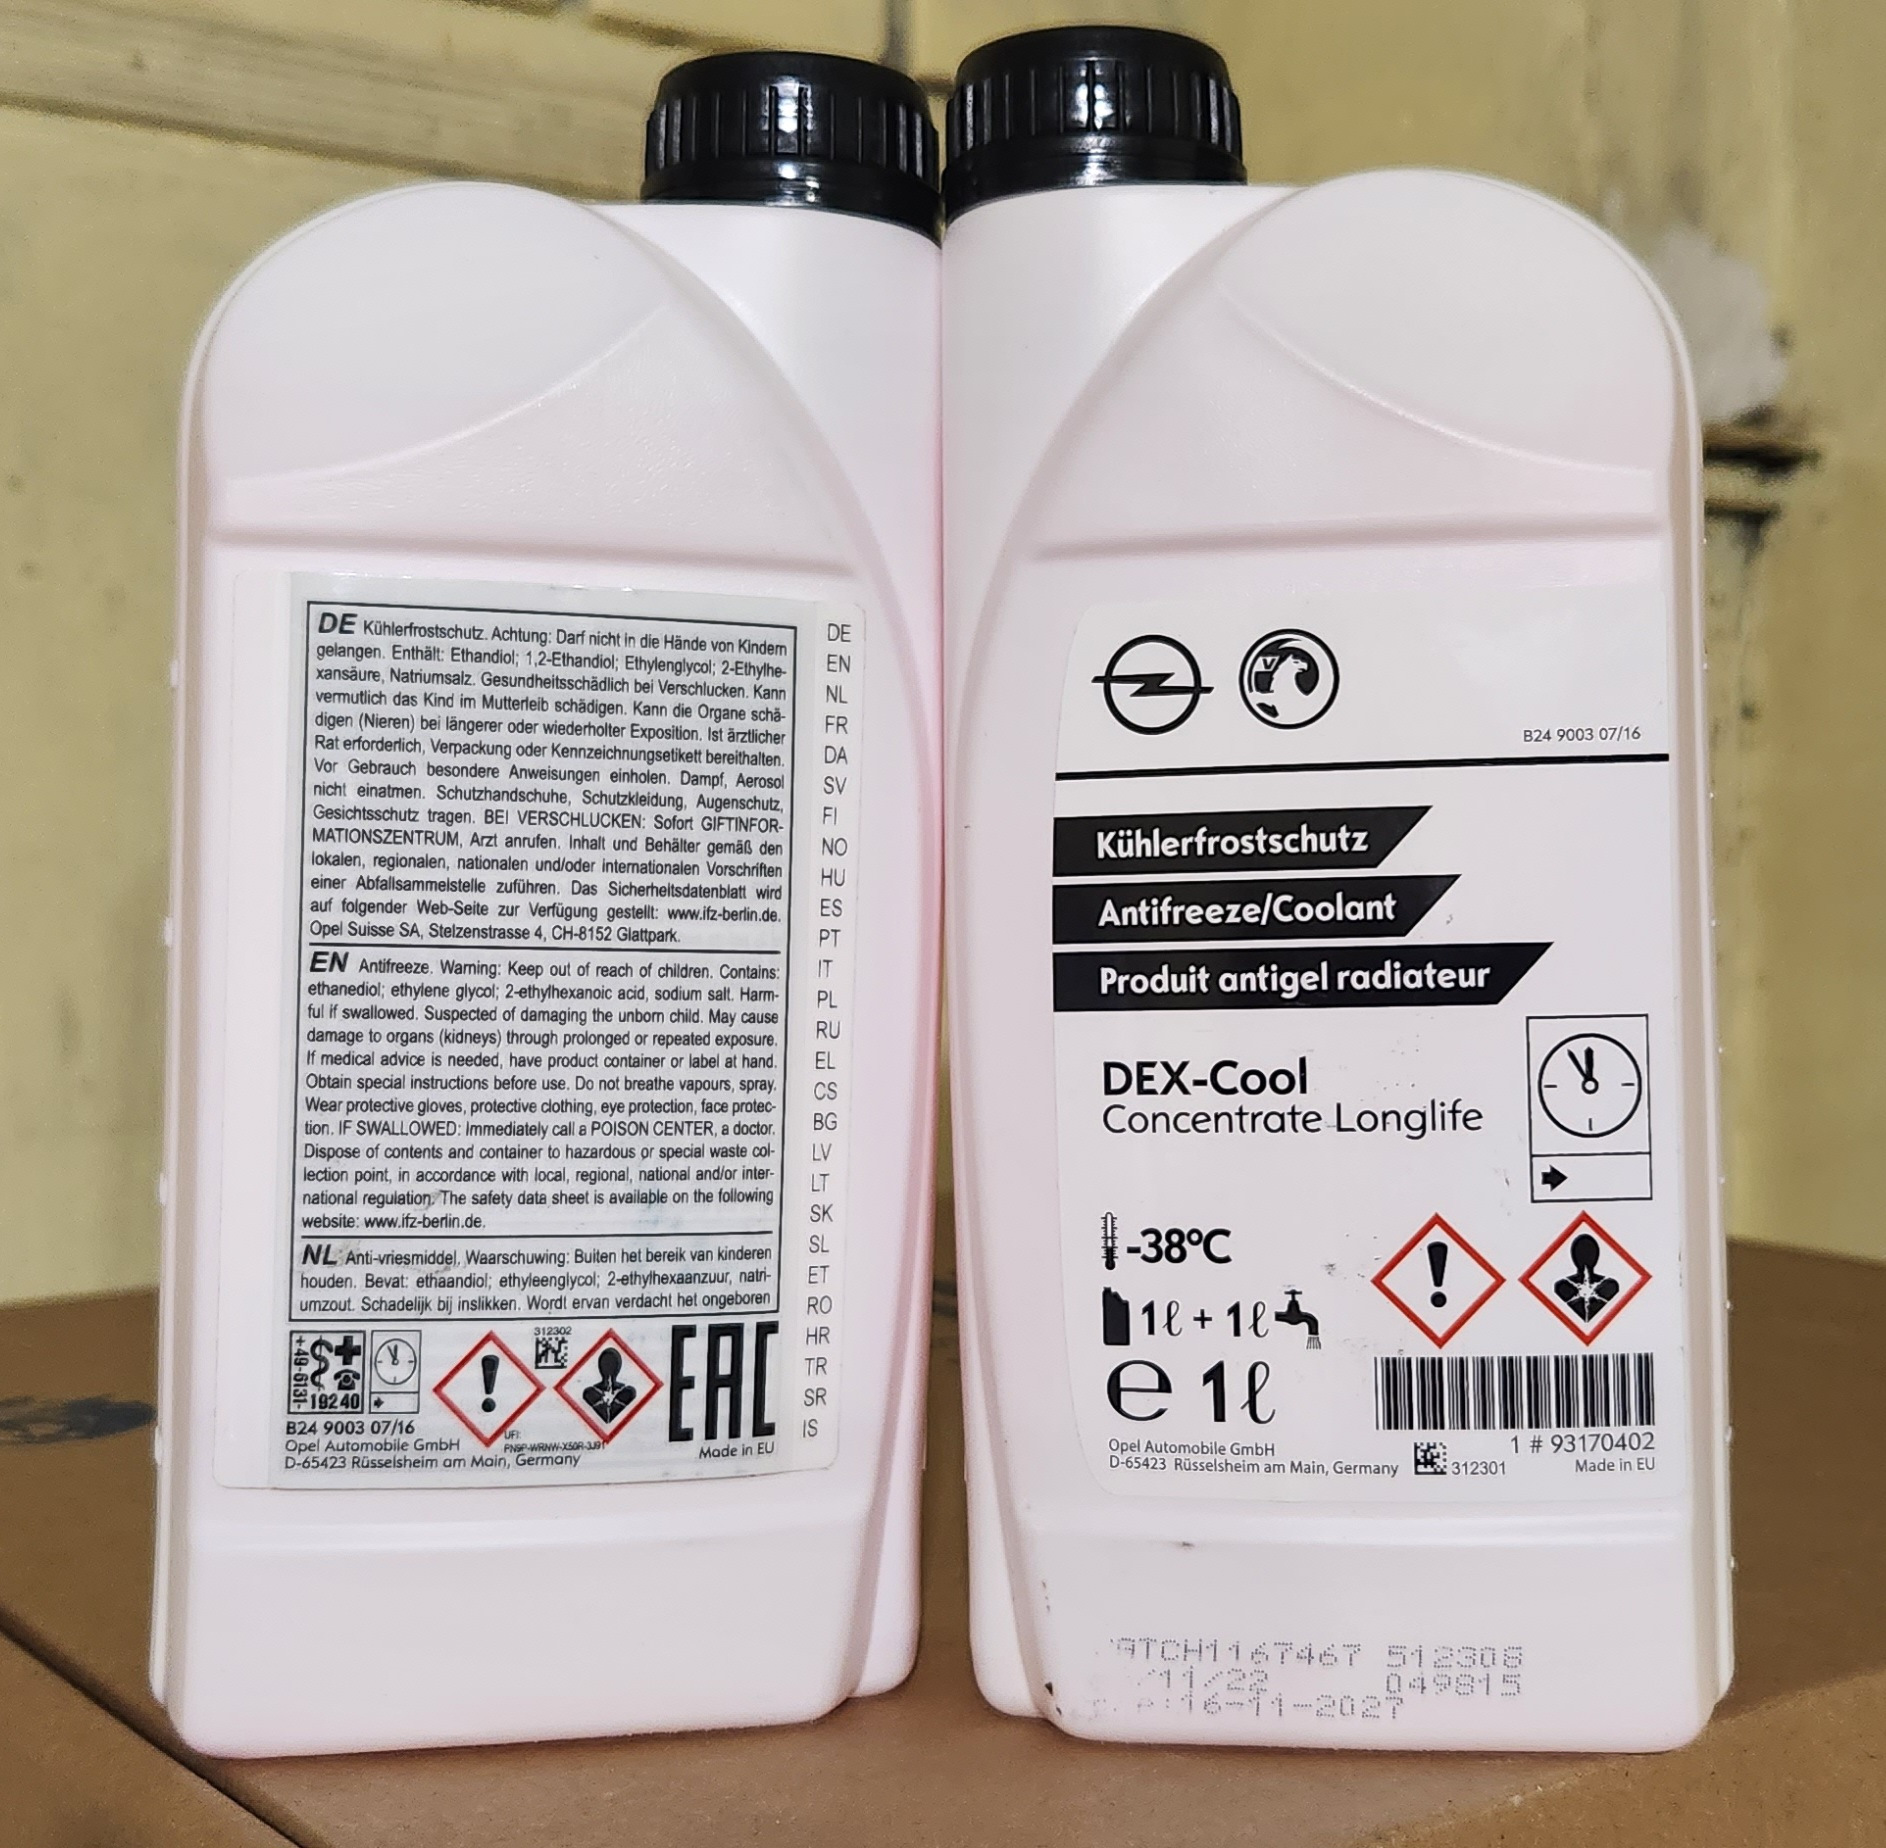 DE Kühlerfrostschutz. Achtung: Darf nicht in die Hände von Kindern
gelangen. Enthält: Ethandiol; 1,2-Ethandiol; Ethylenglycol; 2-Ethylhe-
xansäure, Natriumsalz. Gesundheitsschädlich bei Verschlucken. Kann
vermutlich das Kind im Mutterleib schädigen. Kann die Organe schä-
digen (Nieren) bei längerer oder wiederholter Exposition. Ist ärztlicher
Rat erforderlich, Verpackung oder Kennzeichnungsetikett bereithalten.
Vor Gebrauch besondere Anweisungen einholen. Dampf, Aerosol
nicht einatmen. Schutzhandschuhe, Schutzkleidung, Augenschutz,
Gesichtsschutz tragen. BEI VERSCHLUCKEN: Sofort GIFTINFOR-
MATIONSZENTRUM, Arzt anrufen. Inhalt und Behälter gemäß den
lokalen, regionalen, nationalen und/oder internationalen Vorschriften
einer Abfallsammelstelle zuführen. Das Sicherheitsdatenblatt wird
auf folgender Web-Seite zur Verfügung gestellt: www.ifz-berlin.de.
Opel Suisse SA, Stelzenstrasse 4, CH-8152 Glattpark.
EN Antifreeze. Warning: Keep out of reach of children. Contains:
ethanediol; ethylene glycol; 2-ethylhexanoic acid, sodium salt. Harm-
ful if swallowed. Suspected of damaging the unborn child. May cause
damage to organs (kidneys) through prolonged or repeated exposure.
If medical advice is needed, have product container or label at hand.
Obtain special instructions before use. Do not breathe vapours, spray.
Wear protective gloves, protective clothing, eye protection, face protec-
tion. IF SWALLOWED: Immediately call a POISON CENTER, a doctor.
Dispose of contents and container to hazardous or special waste col-
lection point, in accordance with local, regional, national and/or inter-
national regulation. The safety data sheet is available on the following
website: www.ifz-berlin.de.
NL Anti-vriesmiddel. Waarschuwing: Buiten het bereik van kinderen
houden. Bevat: ethaandiol; ethyleenglycol; 2-ethylhexaanzuur, natri-
umzout. Schadelijk bij inslikken. Wordt ervan verdacht het ongeboren
+49-6131-
19240
312302
EAC
B24 9003 07/16
UFI:
PN9P-WRNW-X50R-3J91
Opel Automobile GmbH
D-65423 Rüsselsheim am Main, Germany
Made in EU
DE
EN
NL
FR
DA
SV
FI
NO
HU
ES
PT
IT
PL
RU
EL
CS
BG
LV
LT
SK
SL
ET
RO
HR
TR
SR
IS
V
B24 9003 07/16
Kühlerfrostschutz
Antifreeze/Coolant
Produit antigel radiateur
DEX-Cool
Concentrate Longlife
-38°C
1ℓ + 1ℓ
e 1ℓ
1 # 93170402
Opel Automobile GmbH
D-65423 Rüsselsheim am Main, Germany
312301
Made in EU
ATCH1167467 512308
/11/22 049815
16-11-2027